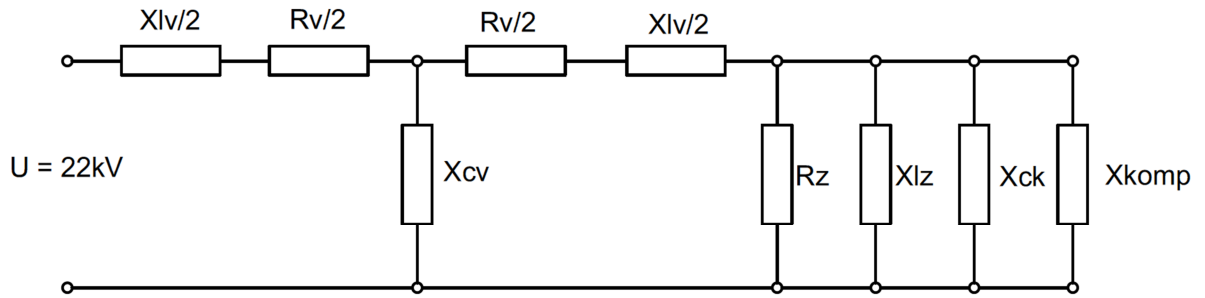 Xlv/2
Rv/2
Rv/2
Xlv/2
U = 22kV
Xcv
Rz
Xlz
Xck
Xkomp